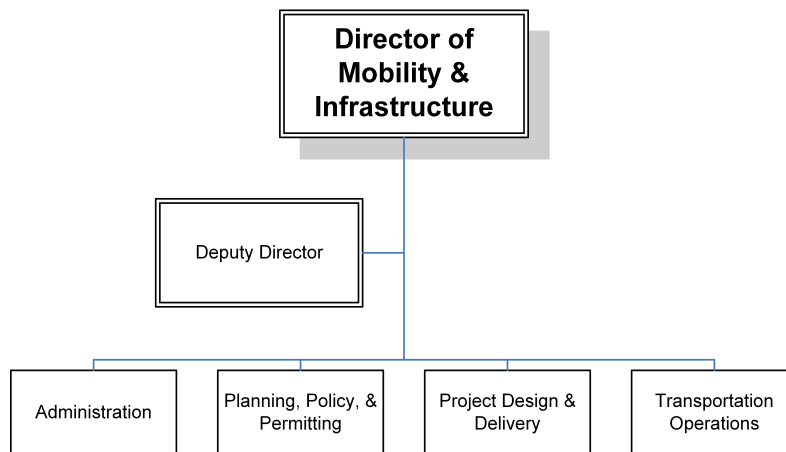 Director of
Mobility &
Infrastructure
Deputy Director
Administration
Planning, Policy, &
Permitting
Project Design &
Delivery
Transportation
Operations